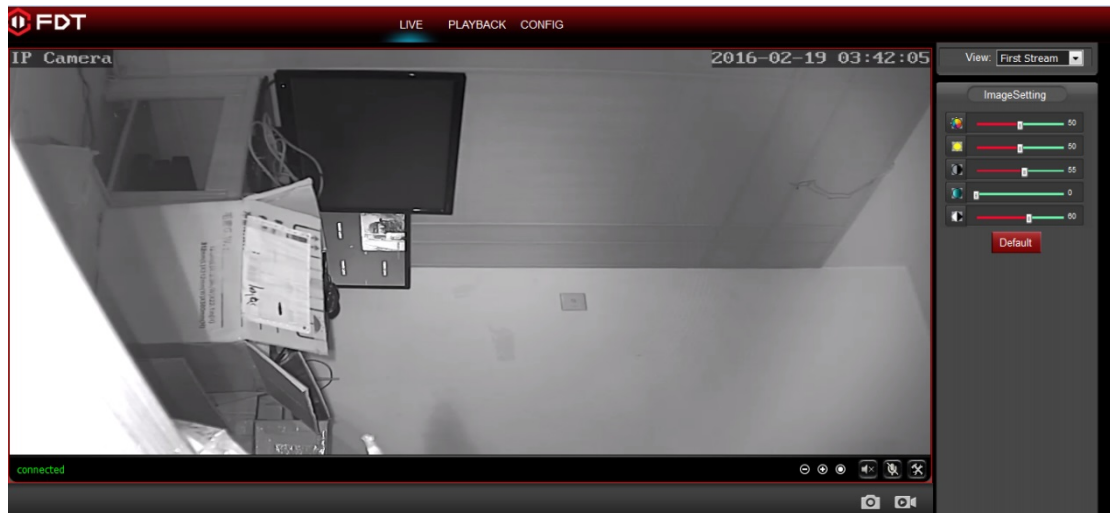 FDT
LIVE PLAYBACK CONFIG
IP Camera
2016-02-19 03:42:05
View: First Stream
ImageSetting
50
50
55
0
60
Default
connected